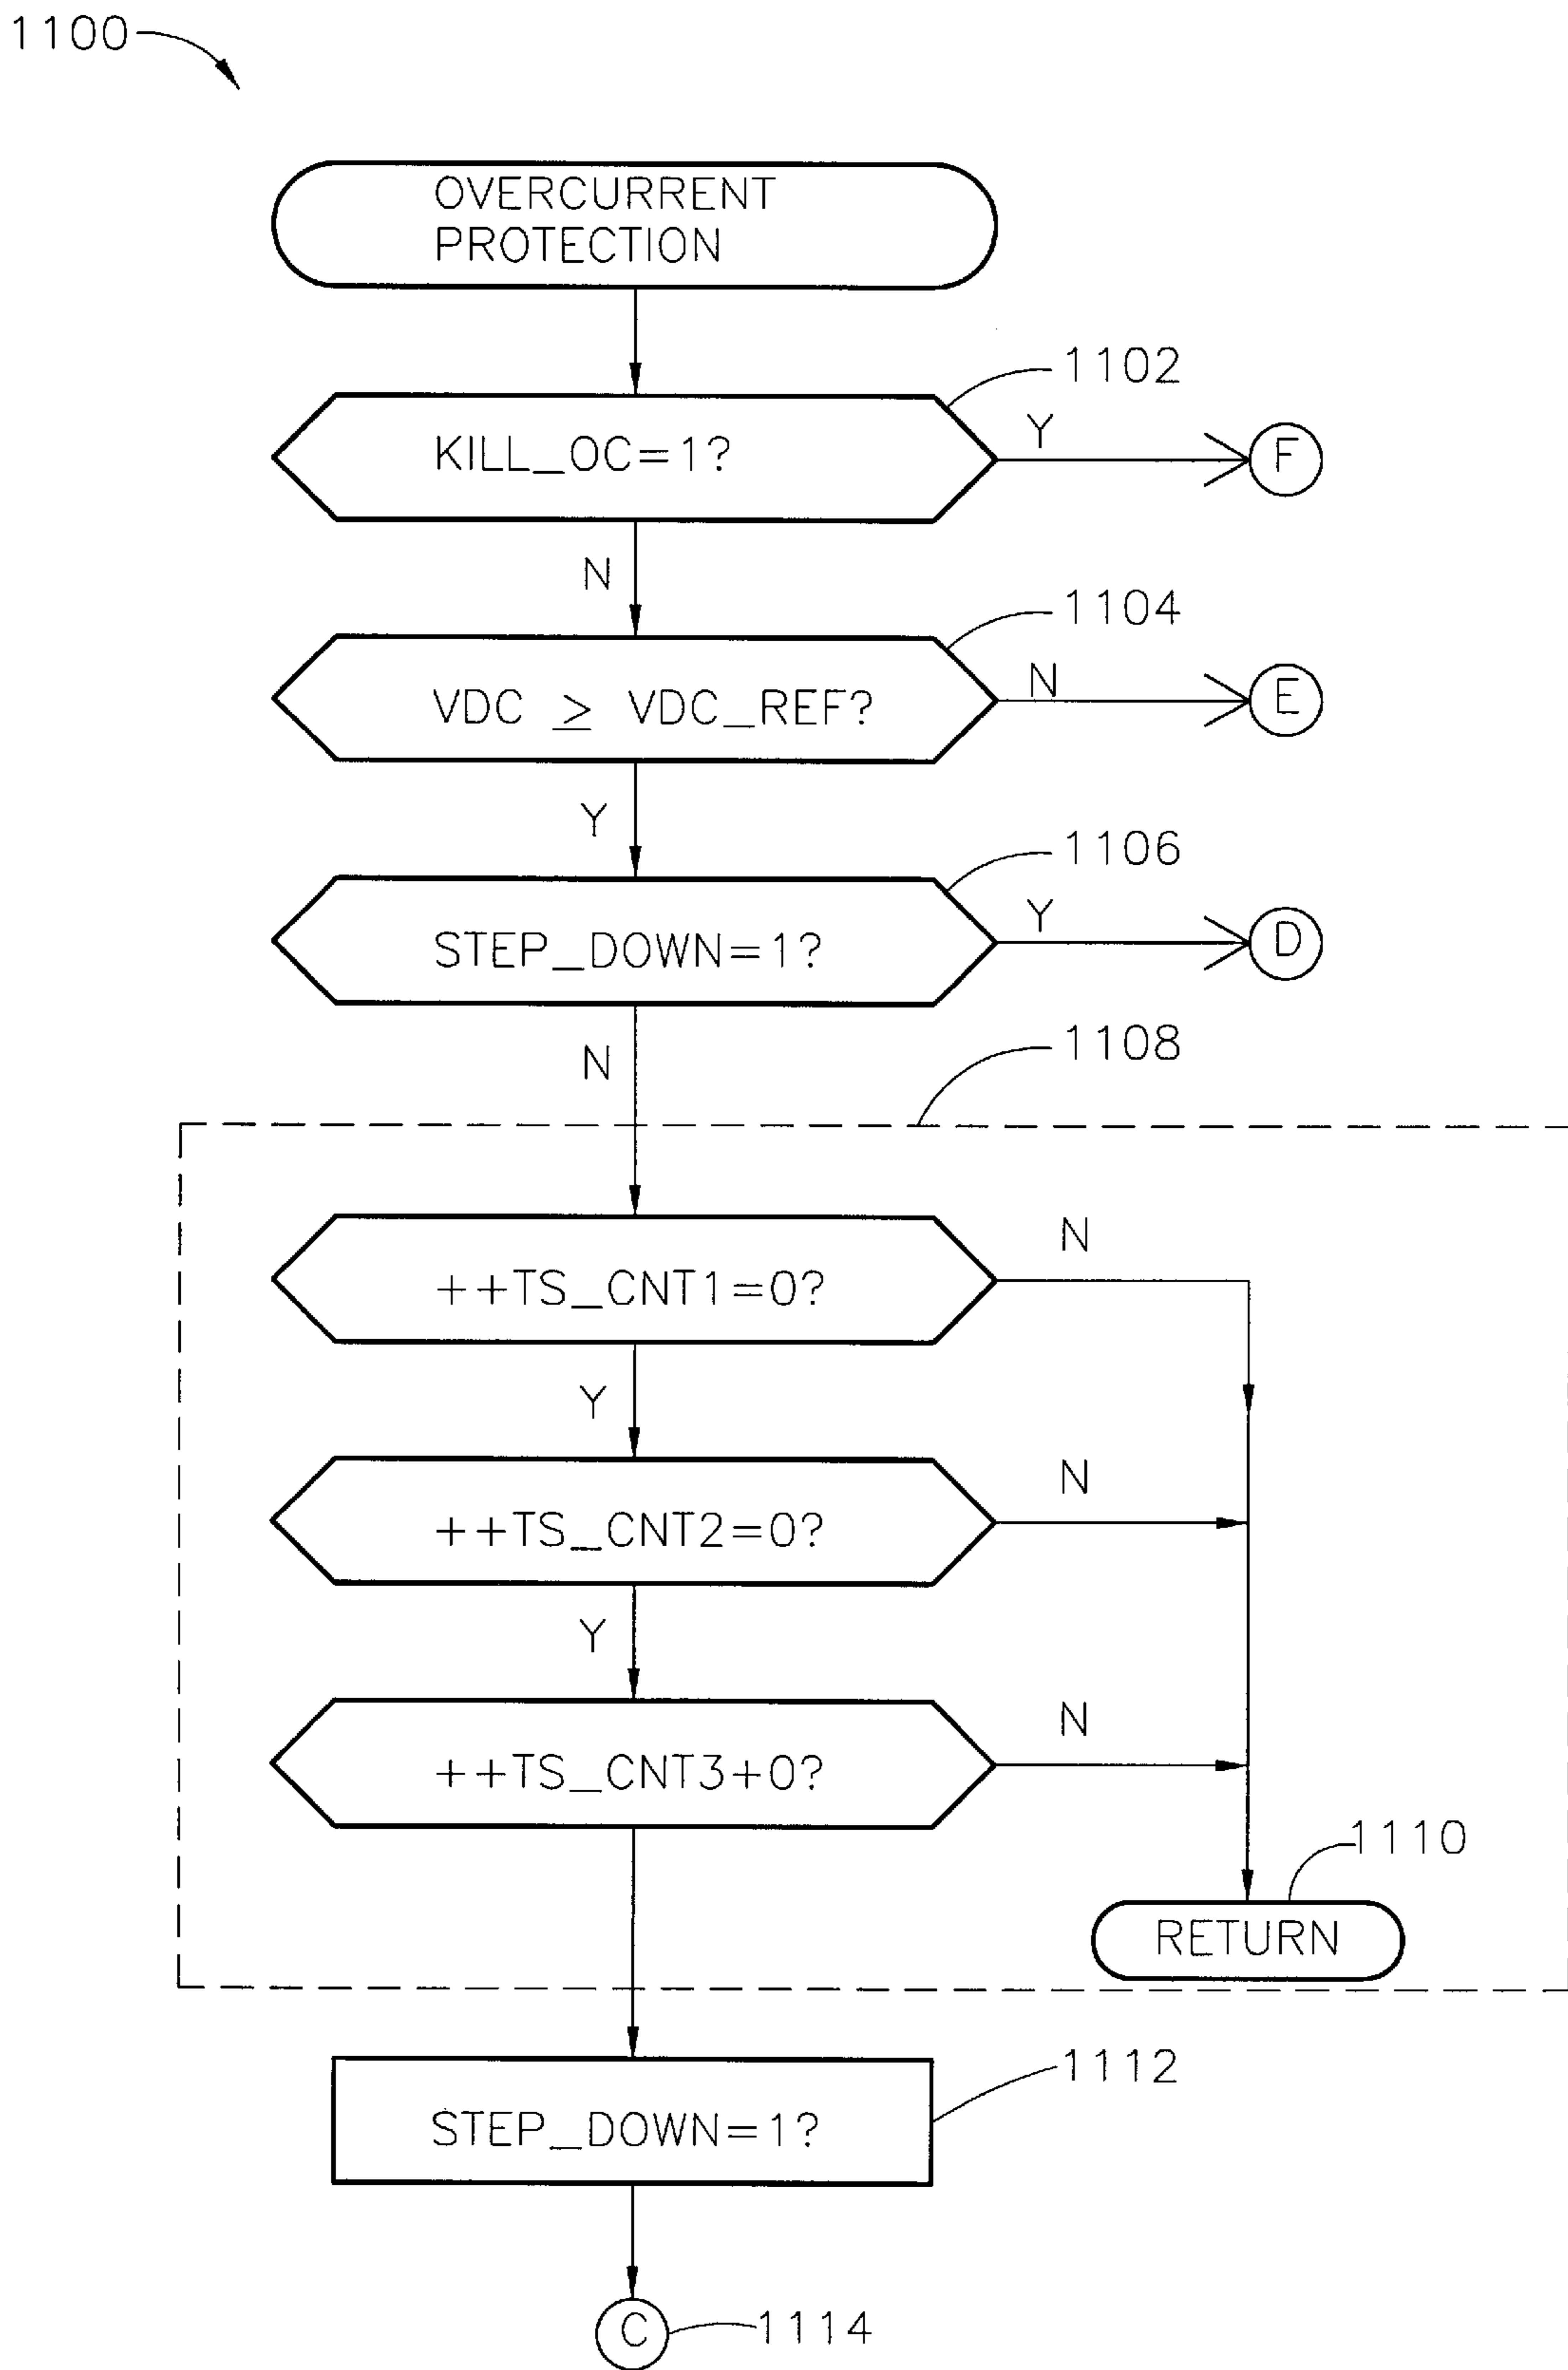 1100
OVERCURRENT
PROTECTION
1102
KILL_OC=1?
Y
F
N
1104
VDC ≥ VDC_REF?
N
E
Y
1106
STEP_DOWN=1?
Y
D
N
1108
++TS_CNT1=0?
N
Y
++TS_CNT2=0?
N
Y
++TS_CNT3+0?
N
1110
RETURN
1112
STEP_DOWN=1?
C
1114